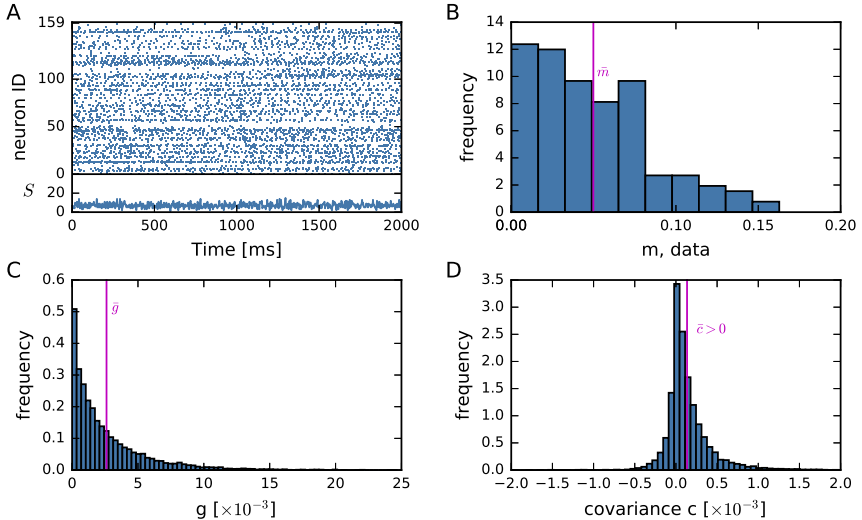 A
159
100
50
0
neuron ID
S
20
0
0 500 1000 1500 2000
Time [ms]
B
14
12
10
8
6
4
2
0
frequency
m̄
0.00 0.00 0.10 0.20
m, data
C
0.6
0.5
0.4
0.3
0.2
0.1
0.0
frequency
ḡ
0 5 10 15 20 25
g [×10⁻³]
D
3.5
3.0
2.5
2.0
1.5
1.0
0.5
0.0
frequency
c̄ > 0
−2.0 −1.5 −1.0 −0.5 0.0 0.5 1.0 1.5 2.0
covariance c [×10⁻³]